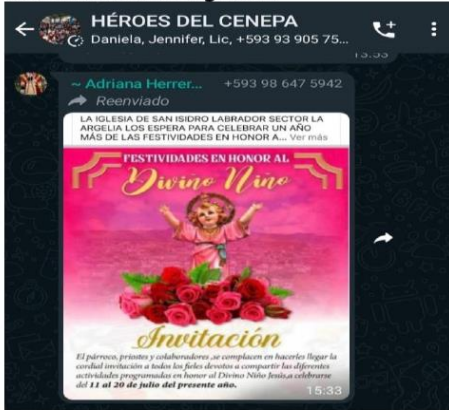 HÉROES DEL CENEPA
Daniela, Jennifer, Lic, +593 93 905 75...
~ Adriana Herrer... +593 98 647 5942
Reenviado
LA IGLESIA DE SAN ISIDRO LABRADOR SECTOR LA
ARGELIA LOS ESPERA PARA CELEBRAR UN AÑO
MÁS DE LAS FESTIVIDADES EN HONOR A... Ver más
FESTIVIDADES EN HONOR AL
Divino Niño
Invitación
El párroco, priostes y colaboradores ,se complacen en hacerles llegar la
cordial invitación a todos los fieles devotos a compartir las diferentes
actividades programadas en honor al Divino Niño Jesús,a celebrarse
del 11 al 20 de julio del presente año.
15:33